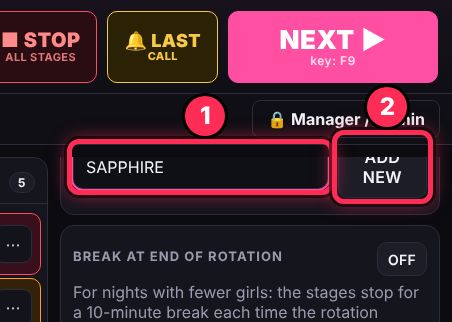 ■ STOP
ALL STAGES
🔔 LAST
CALL
NEXT ▶
key: F9
1
2
🔒 Manager /
5
SAPPHIRE
ADD
NEW
...
BREAK AT END OF ROTATION
OFF
For nights with fewer girls: the stages stop for
...
a 10-minute break each time the rotation